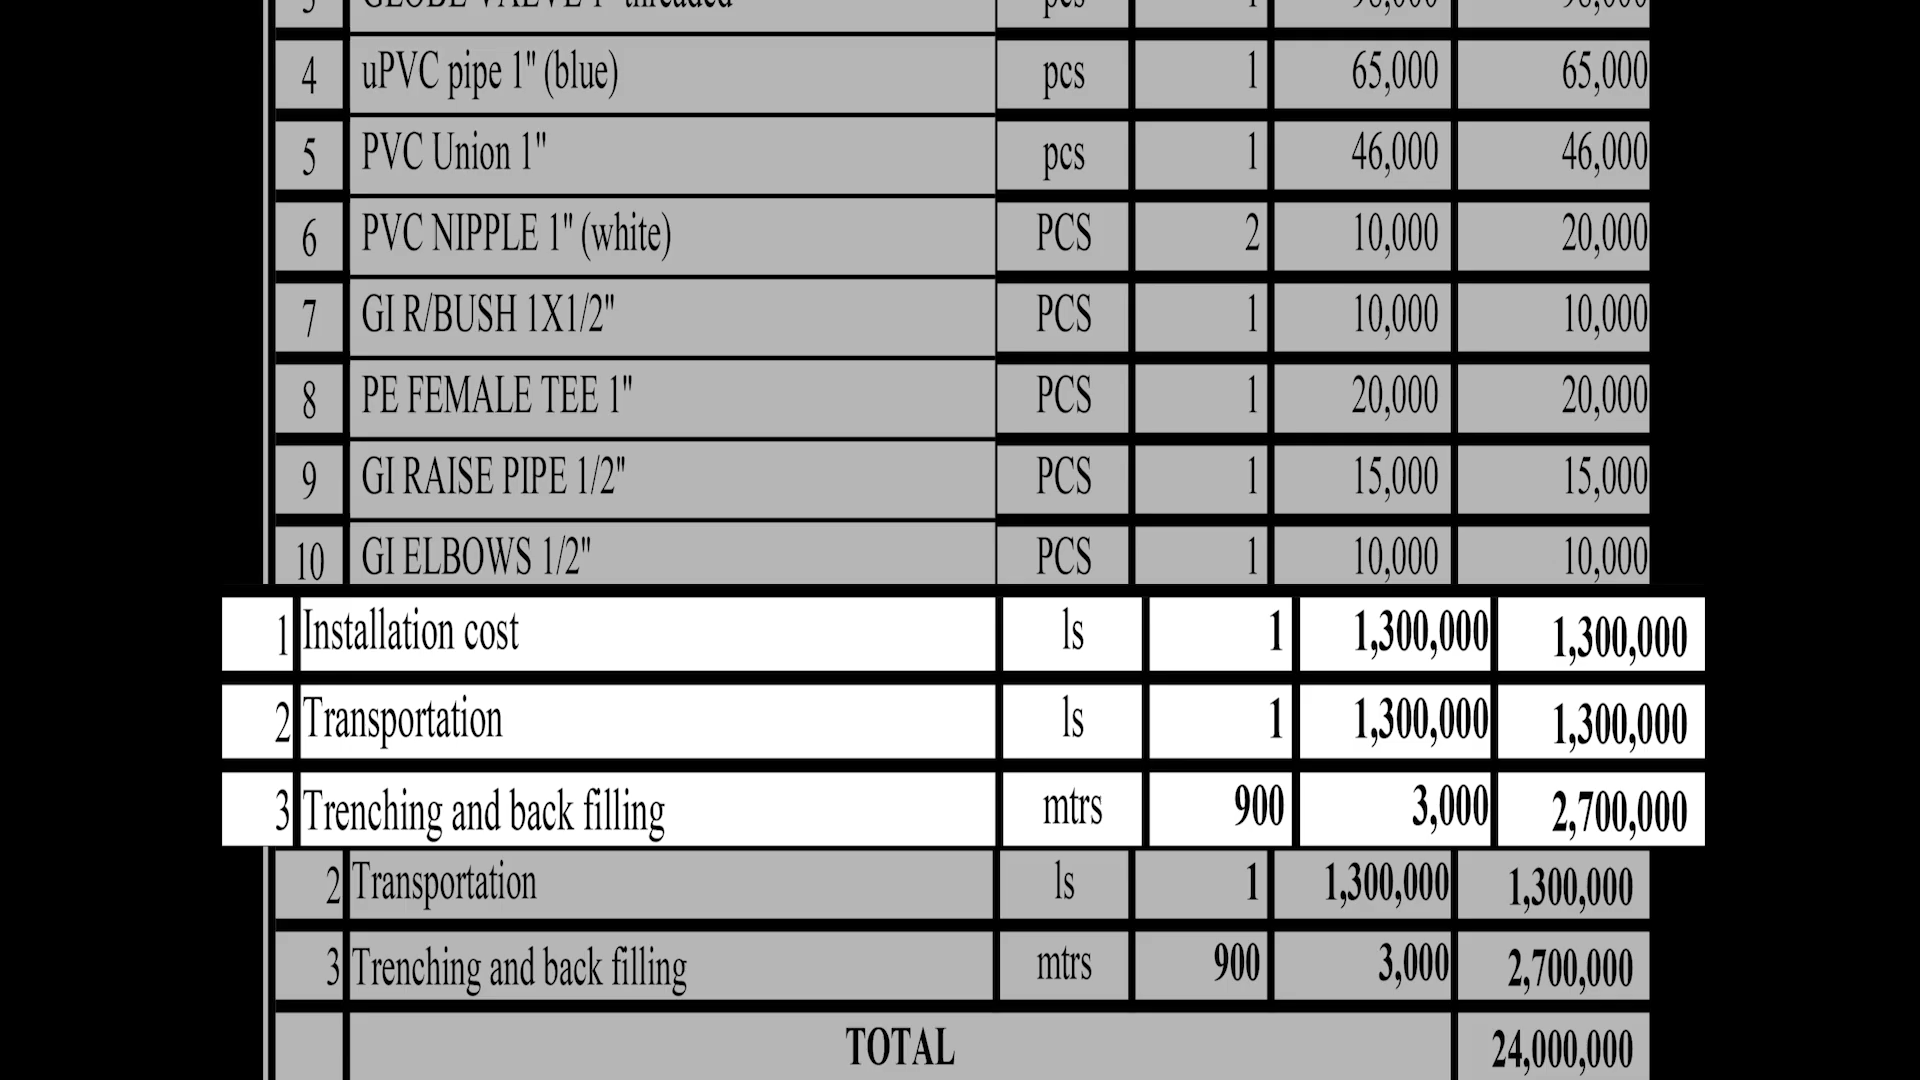 4 uPVC pipe 1" (blue) pcs 1 65,000 65,000
5 PVC Union 1" pcs 1 46,000 46,000
6 PVC NIPPLE 1" (white) PCS 2 10,000 20,000
7 GI R/BUSH 1X1/2" PCS 1 10,000 10,000
8 PE FEMALE TEE 1" PCS 1 20,000 20,000
9 GI RAISE PIPE 1/2" PCS 1 15,000 15,000
10 GI ELBOWS 1/2" PCS 1 10,000 10,000
1 Installation cost ls 1 1,300,000 1,300,000
2 Transportation ls 1 1,300,000 1,300,000
3 Trenching and back filling mtrs 900 3,000 2,700,000
2 Transportation ls 1 1,300,000 1,300,000
3 Trenching and back filling mtrs 900 3,000 2,700,000
TOTAL 24,000,000